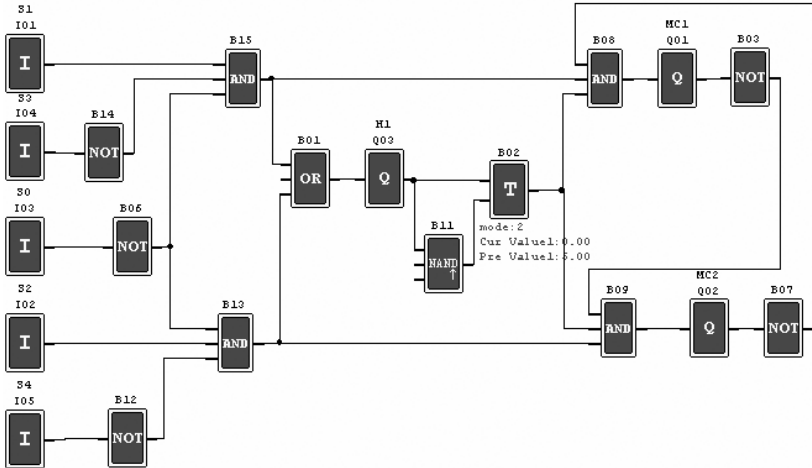 S1
I01
I
S3
I04
I
B14
NOT
S0
I03
I
B06
NOT
S2
I02
I
S4
I05
I
B12
NOT
B15
AND
B13
AND
B01
OR
H1
Q03
Q
B11
NAND↑
B02
T
mode:2
Cur Value1:0.00
Pre Value1:5.00
B08
AND
MC1
Q01
Q
B03
NOT
B09
AND
MC2
Q02
Q
B07
NOT